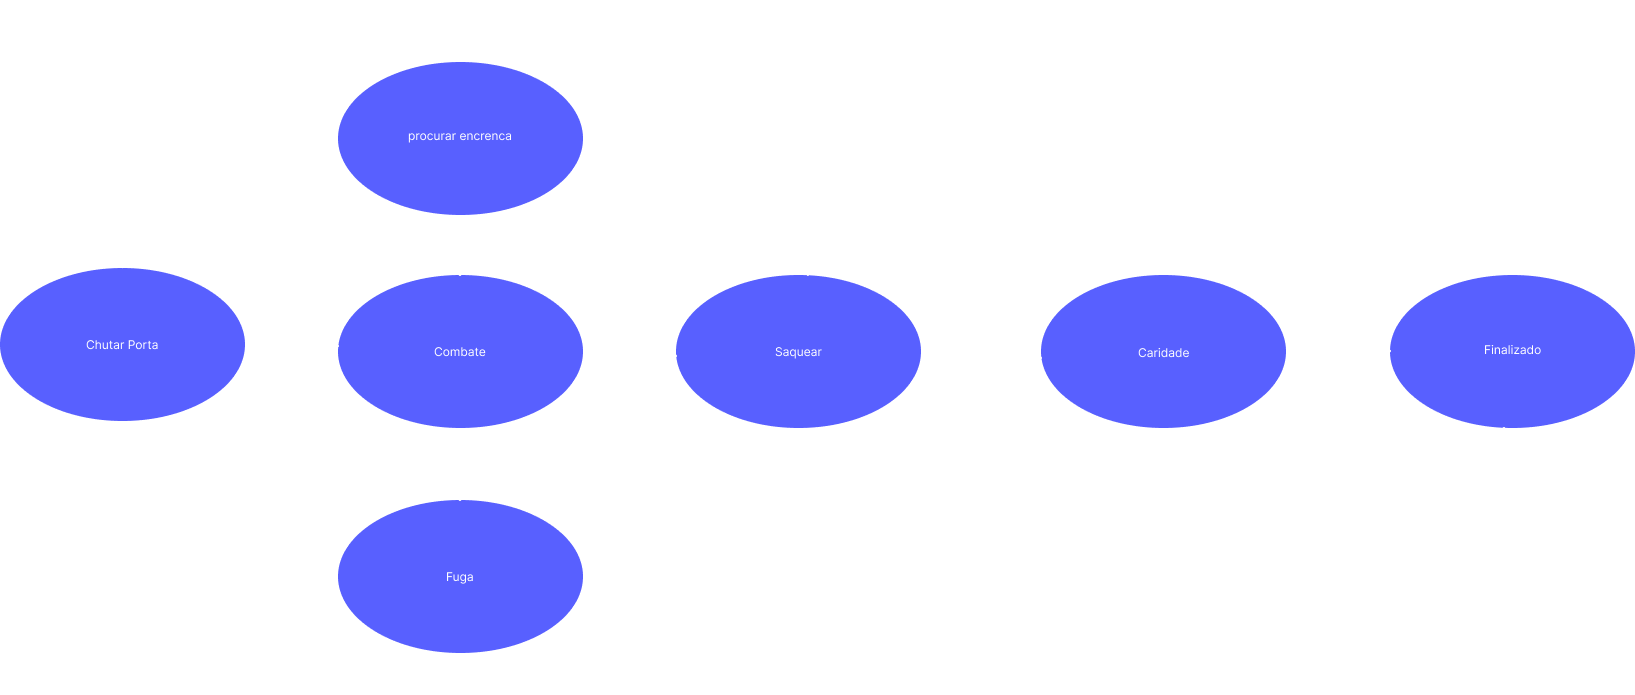 procurar encrenca
Chutar Porta
Combate
Saquear
Caridade
Finalizado
Fuga